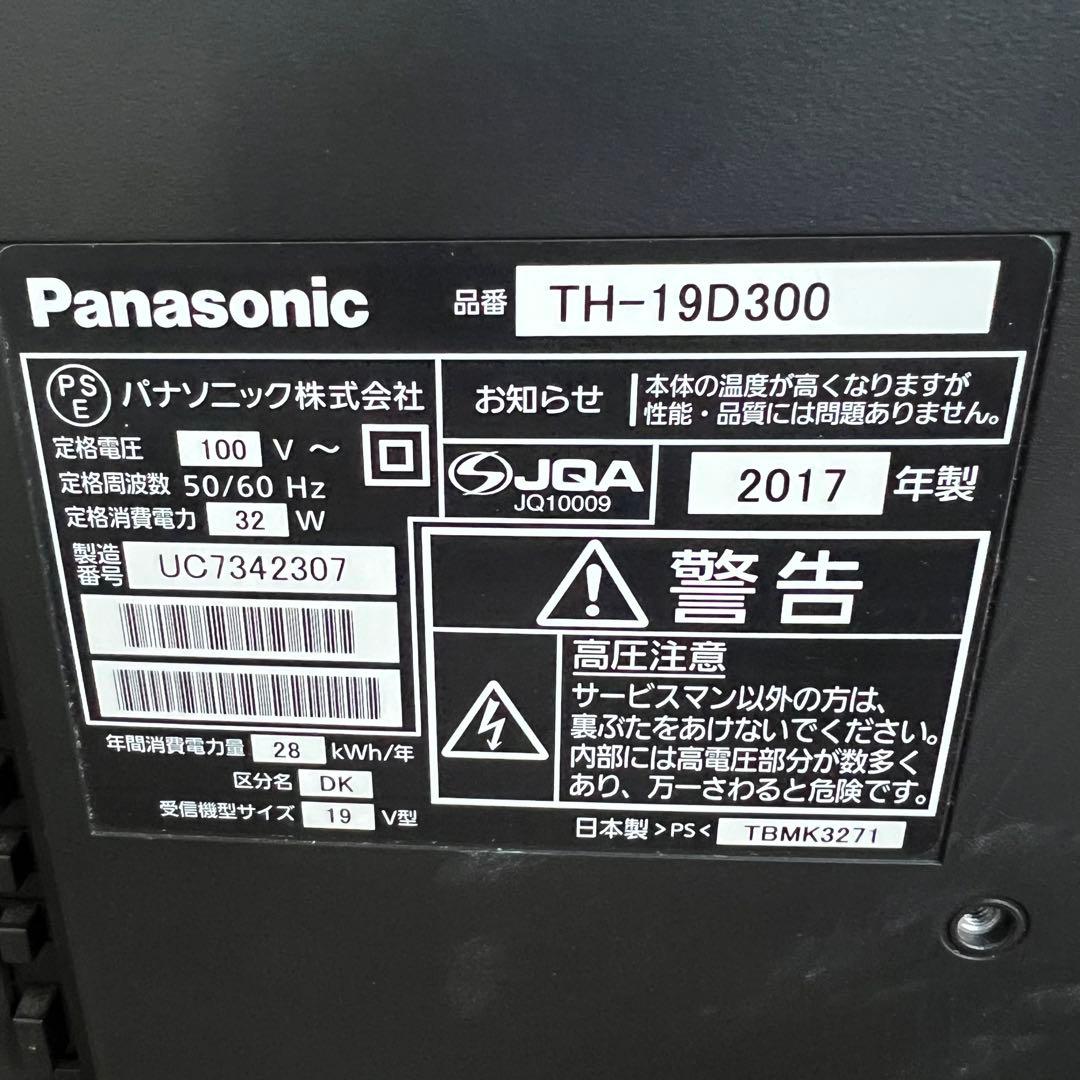 Panasonic 品番 TH-19D300
PS
E
パナソニック株式会社
定格電圧 100 V ～
定格周波数 50/60 Hz
定格消費電力 32 W
製造
番号 UC7342307
年間消費電力量 28 kWh/年
区分名 DK
受信機型サイズ 19 V型
お知らせ
本体の温度が高くなりますが
性能・品質には問題ありません。
JQA
JQ10009
2017 年製
警告
高圧注意
サービスマン以外の方は、
裏ぶたをあけないでください。
内部には高電圧部分が数多く
あり、万一さわると危険です。
日本製 >PS< TBMK3271